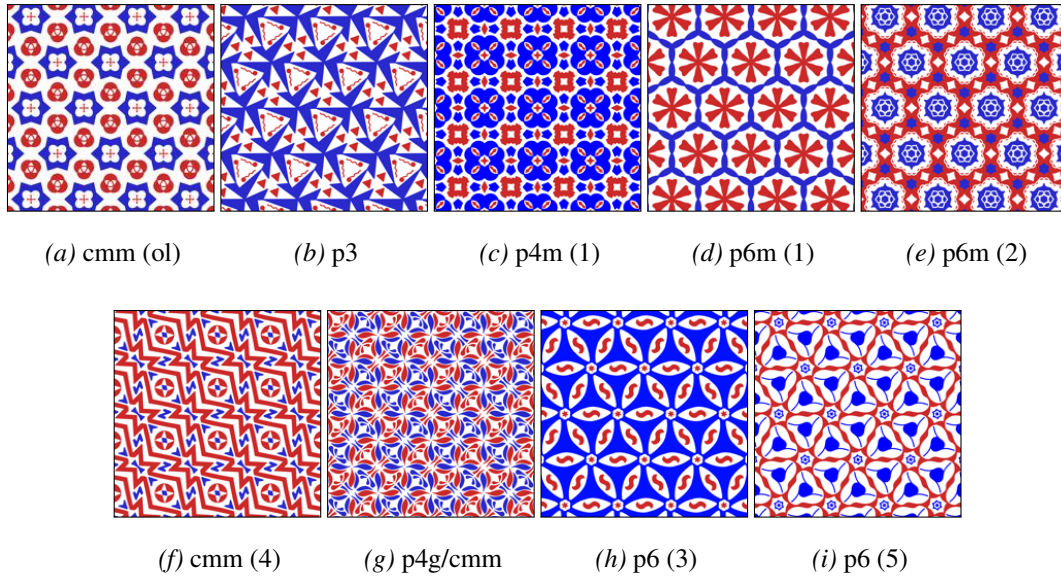 (a) cmm (ol) (b) p3 (c) p4m (1) (d) p6m (1) (e) p6m (2)
(f) cmm (4) (g) p4g/cmm (h) p6 (3) (i) p6 (5)